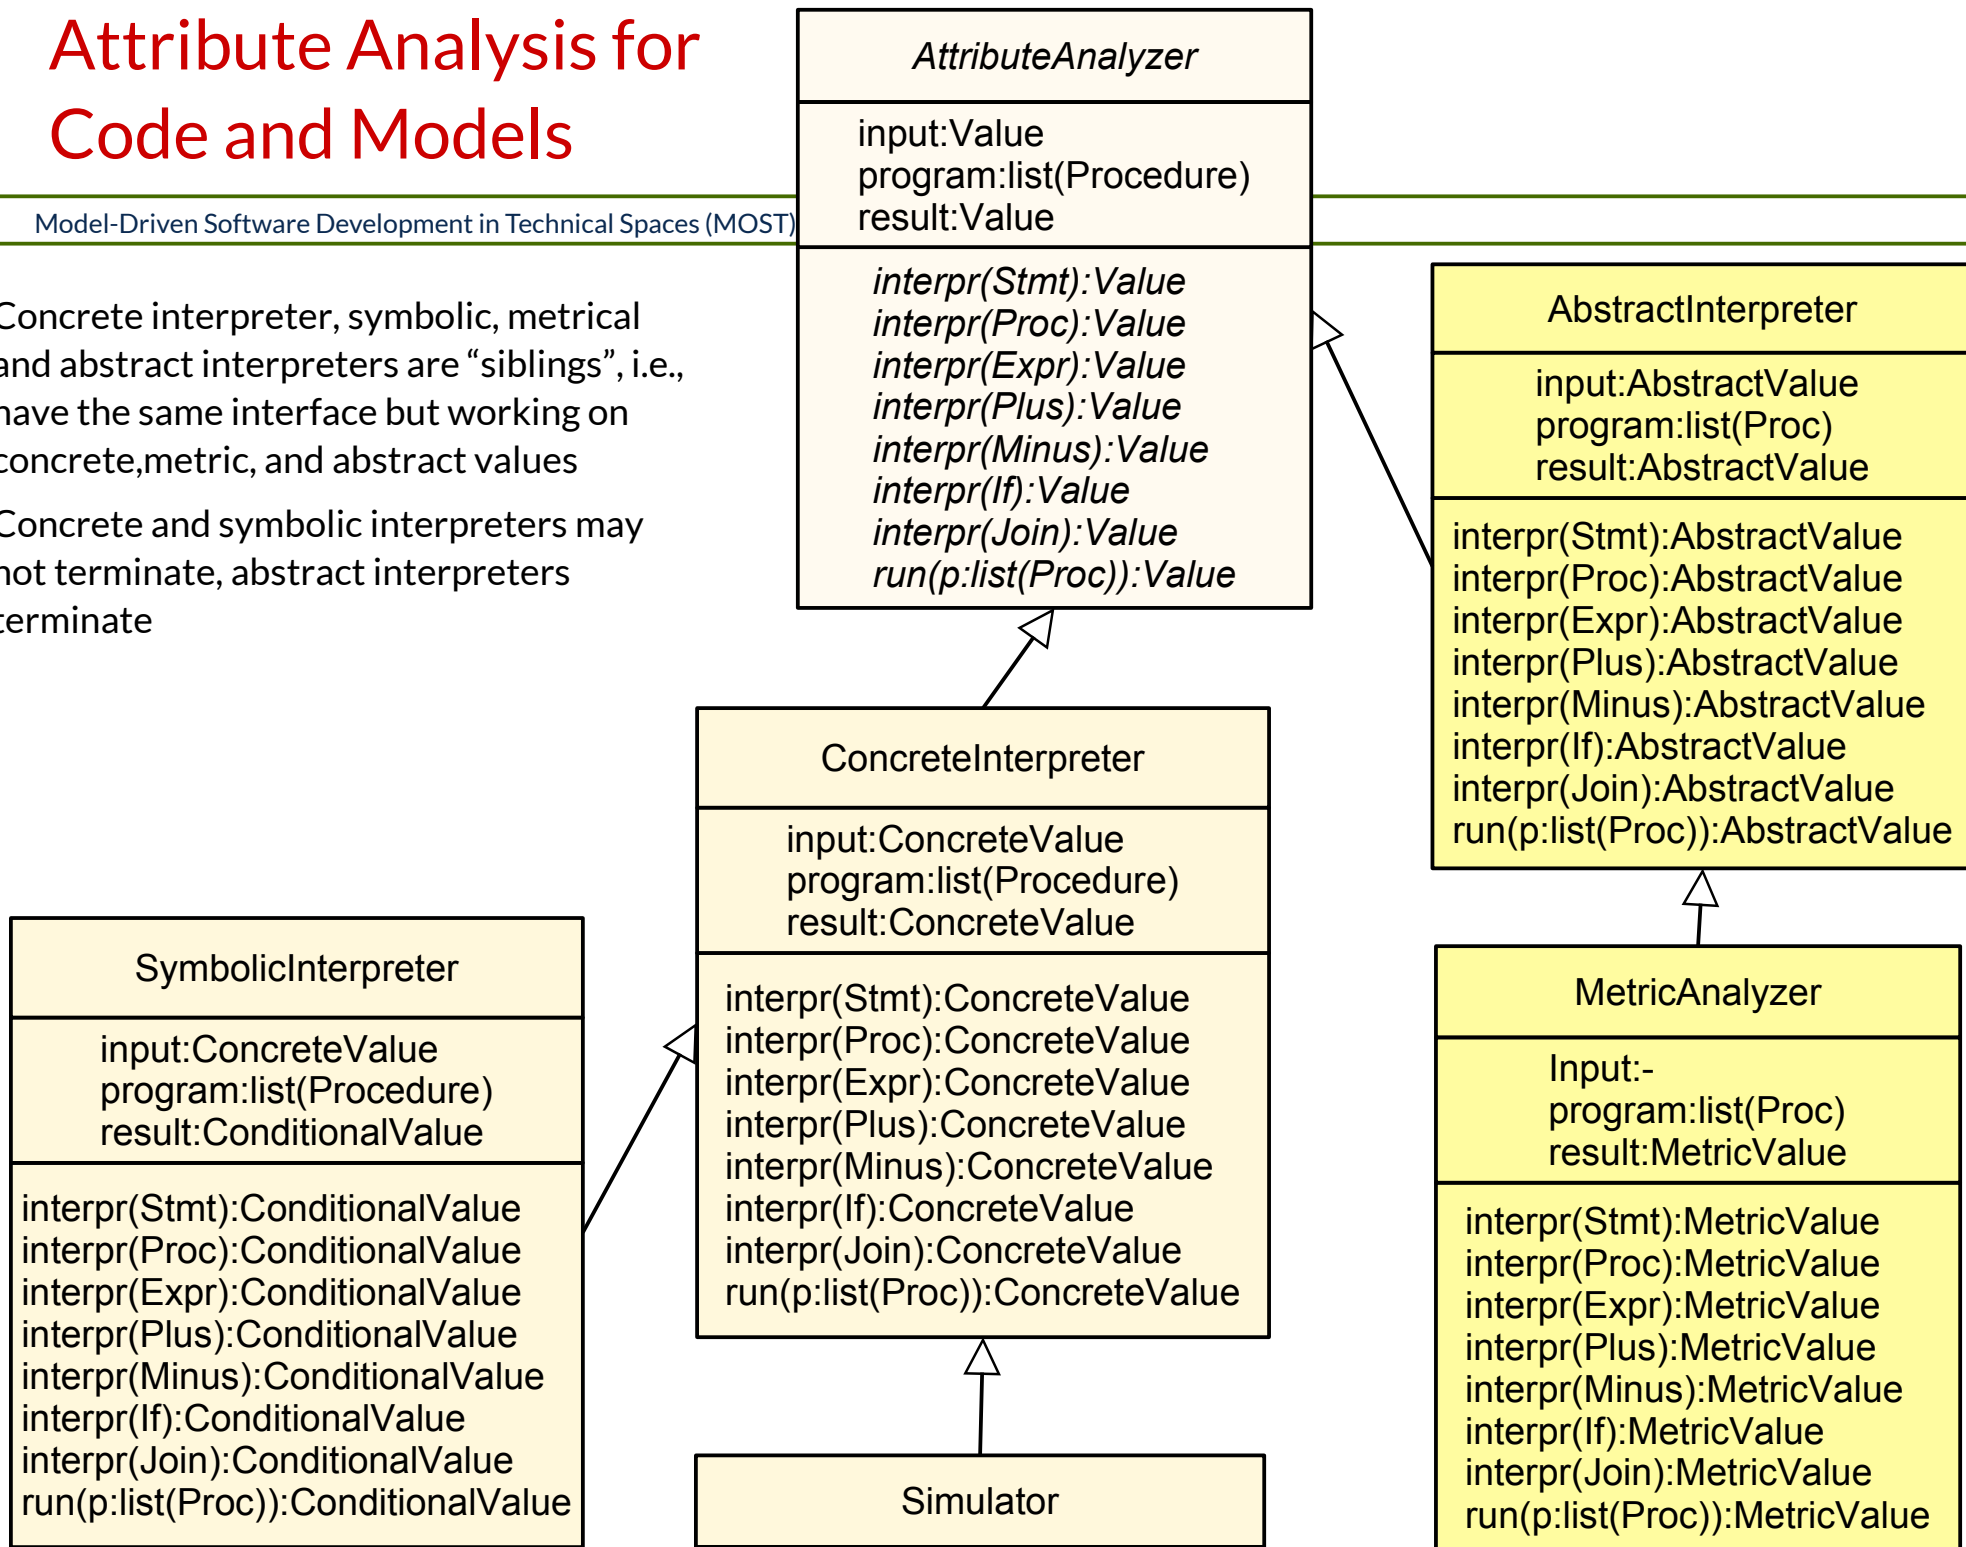 Attribute Analysis for
Code and Models
Model-Driven Software Development in Technical Spaces (MOST)
Concrete interpreter, symbolic, metrical
and abstract interpreters are “siblings”, i.e.,
have the same interface but working on
concrete,metric, and abstract values
Concrete and symbolic interpreters may
not terminate, abstract interpreters
terminate
AttributeAnalyzer
input:Value
program:list(Procedure)
result:Value
interpr(Stmt):Value
interpr(Proc):Value
interpr(Expr):Value
interpr(Plus):Value
interpr(Minus):Value
interpr(If):Value
interpr(Join):Value
run(p:list(Proc)):Value
AbstractInterpreter
input:AbstractValue
program:list(Proc)
result:AbstractValue
interpr(Stmt):AbstractValue
interpr(Proc):AbstractValue
interpr(Expr):AbstractValue
interpr(Plus):AbstractValue
interpr(Minus):AbstractValue
interpr(If):AbstractValue
interpr(Join):AbstractValue
run(p:list(Proc)):AbstractValue
ConcreteInterpreter
input:ConcreteValue
program:list(Procedure)
result:ConcreteValue
interpr(Stmt):ConcreteValue
interpr(Proc):ConcreteValue
interpr(Expr):ConcreteValue
interpr(Plus):ConcreteValue
interpr(Minus):ConcreteValue
interpr(If):ConcreteValue
interpr(Join):ConcreteValue
run(p:list(Proc)):ConcreteValue
SymbolicInterpreter
input:ConcreteValue
program:list(Procedure)
result:ConditionalValue
interpr(Stmt):ConditionalValue
interpr(Proc):ConditionalValue
interpr(Expr):ConditionalValue
interpr(Plus):ConditionalValue
interpr(Minus):ConditionalValue
interpr(If):ConditionalValue
interpr(Join):ConditionalValue
run(p:list(Proc)):ConditionalValue
Simulator
MetricAnalyzer
Input:-
program:list(Proc)
result:MetricValue
interpr(Stmt):MetricValue
interpr(Proc):MetricValue
interpr(Expr):MetricValue
interpr(Plus):MetricValue
interpr(Minus):MetricValue
interpr(If):MetricValue
interpr(Join):MetricValue
run(p:list(Proc)):MetricValue